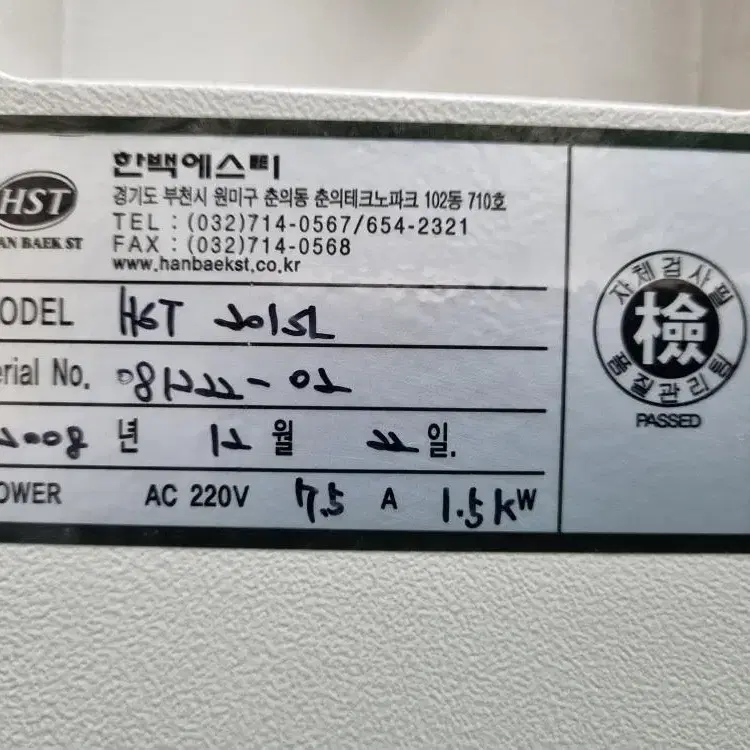 한백에스티
HST
경기도 부천시 원미구 춘의동 춘의테크노파크 102동 710호
TEL : (032)714-0567/654-2321
AN BAEK ST
FAX : (032)714-0568
www.hanbaekst.co.kr
ODEL HST 2015L
erial No. 081222-02
2008 년 12 월 22 일.
OWER AC 220V 7.5 A 1.5 KW
자체검사필
檢
품질관리팀
PASSED